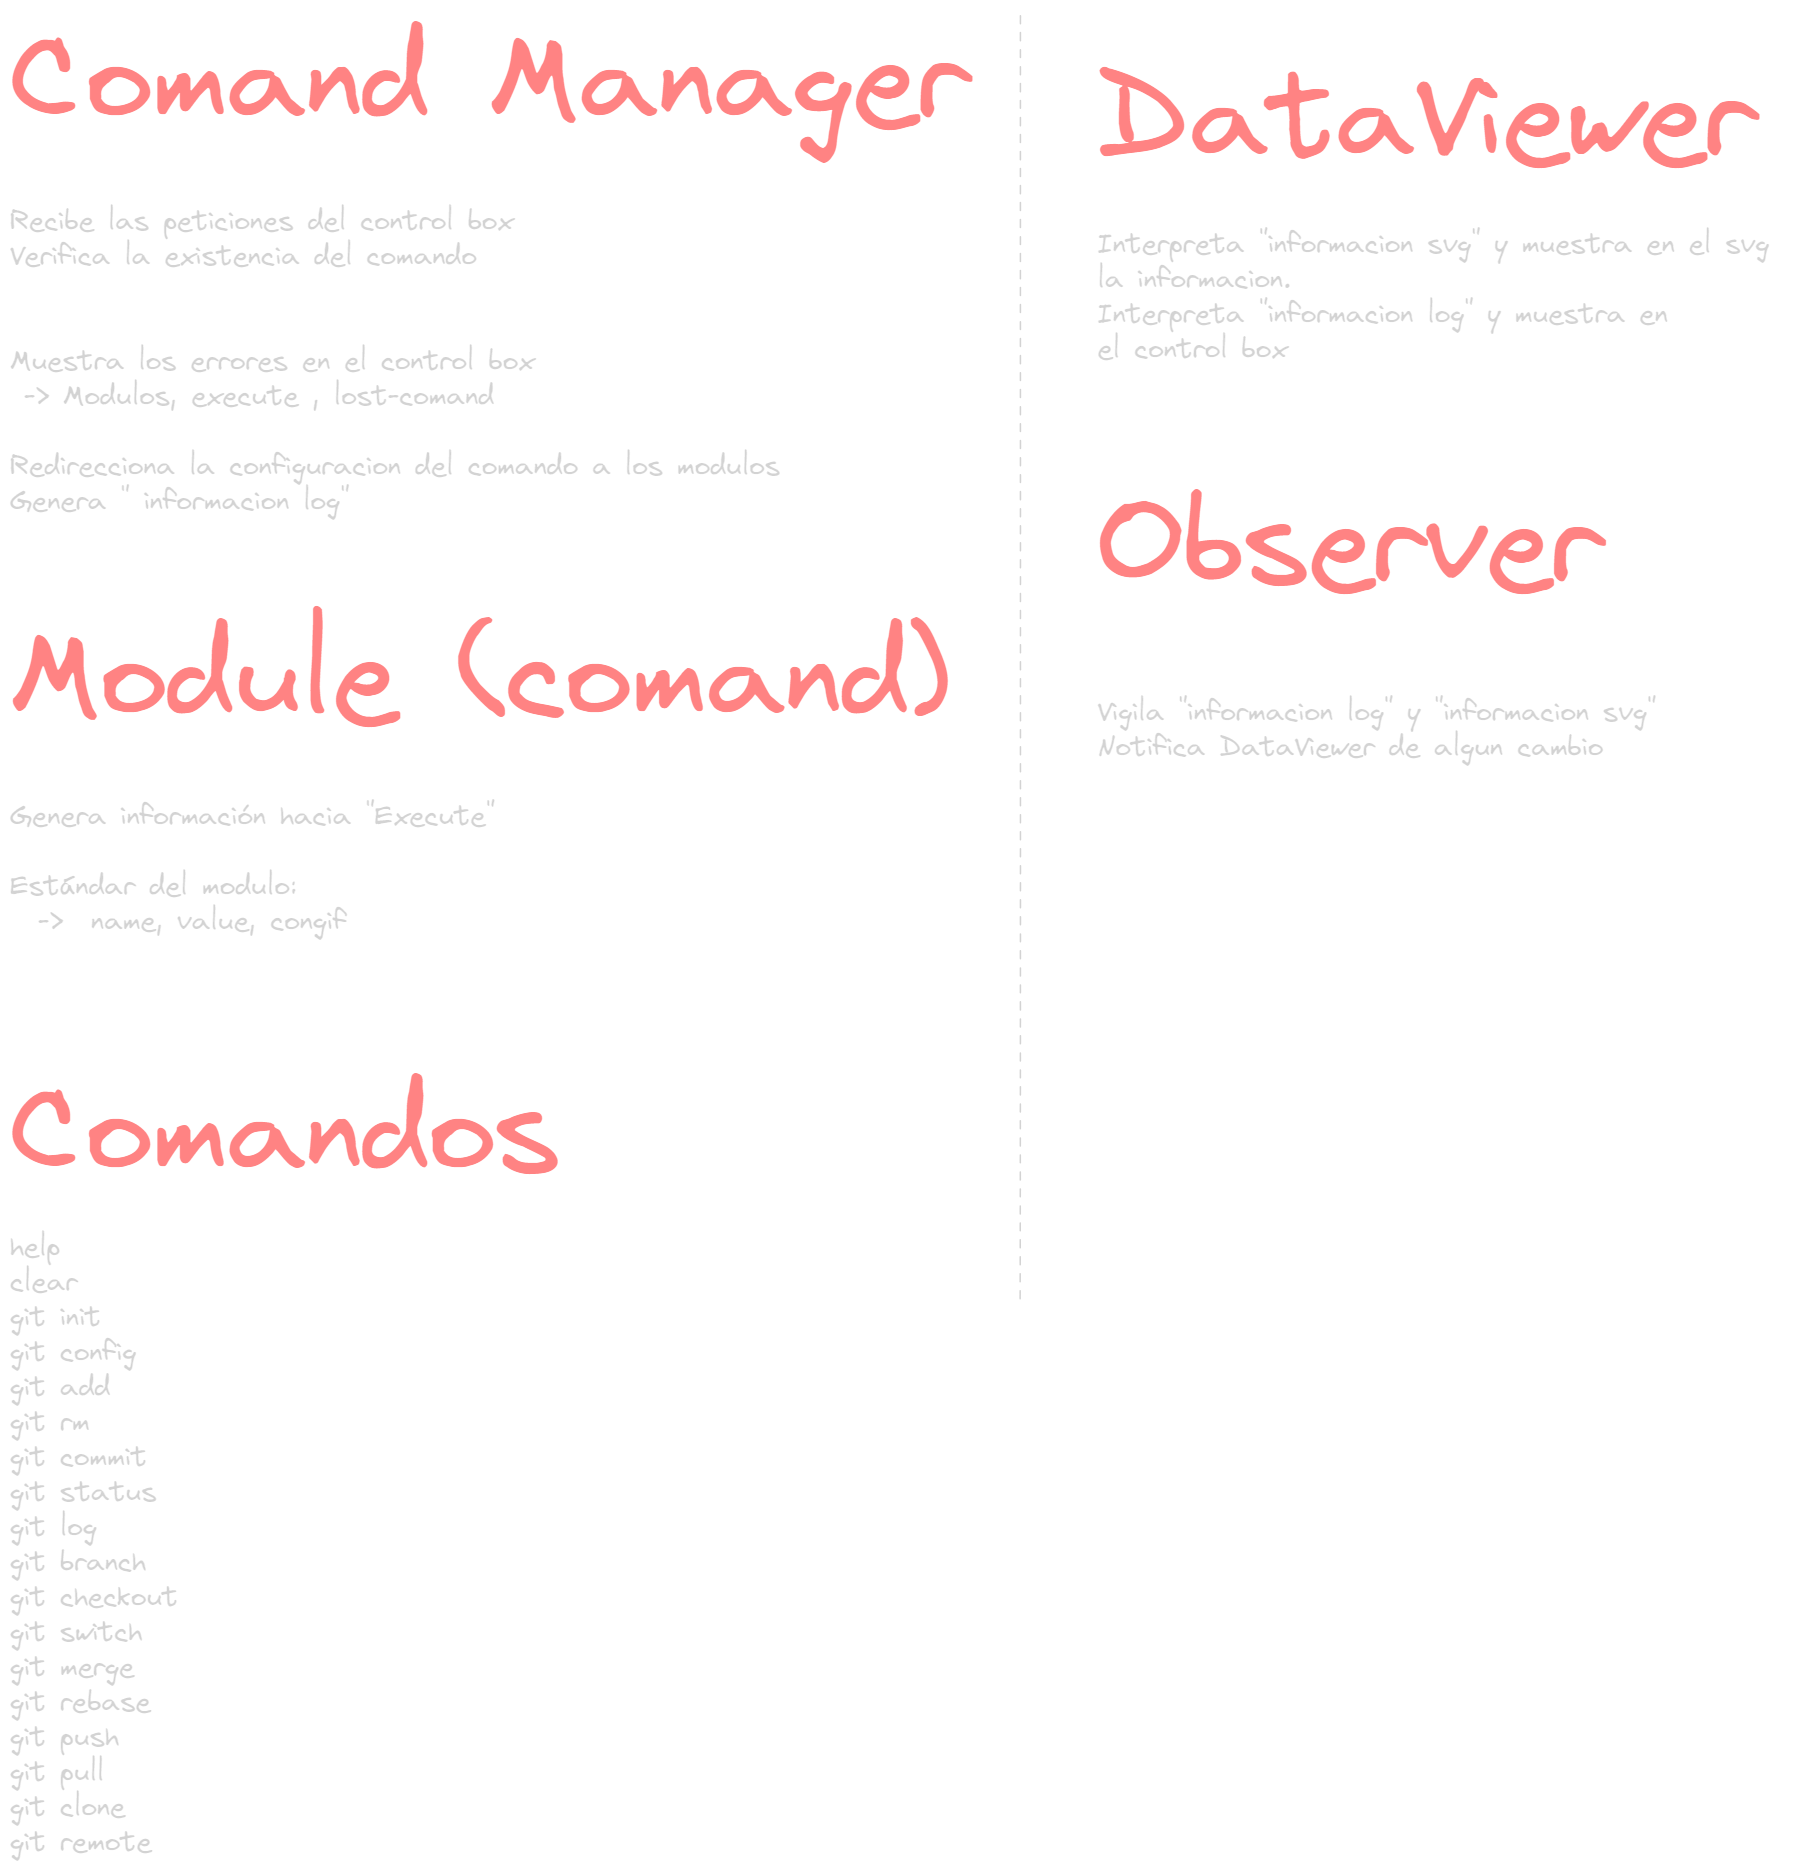 Comand Manager
Recibe las peticiones del control box
Verifica la existencia del comando
Muestra los errores en el control box
-> Modulos, execute , lost-comand
Redirecciona la configuracion del comando a los modulos
Genera " informacion log"
Module (comand)
Genera información hacia "Execute"
Estándar del modulo:
-> name, value, congif
Comandos
help
clear
git init
git config
git add
git rm
git commit
git status
git log
git branch
git checkout
git switch
git merge
git rebase
git push
git pull
git clone
git remote
DataViewer
Interpreta "informacion svg" y muestra en el svg
la informacion.
Interpreta "informacion log" y muestra en
el control box
Observer
Vigila "informacion log" y "informacion svg"
Notifica DataViewer de algun cambio